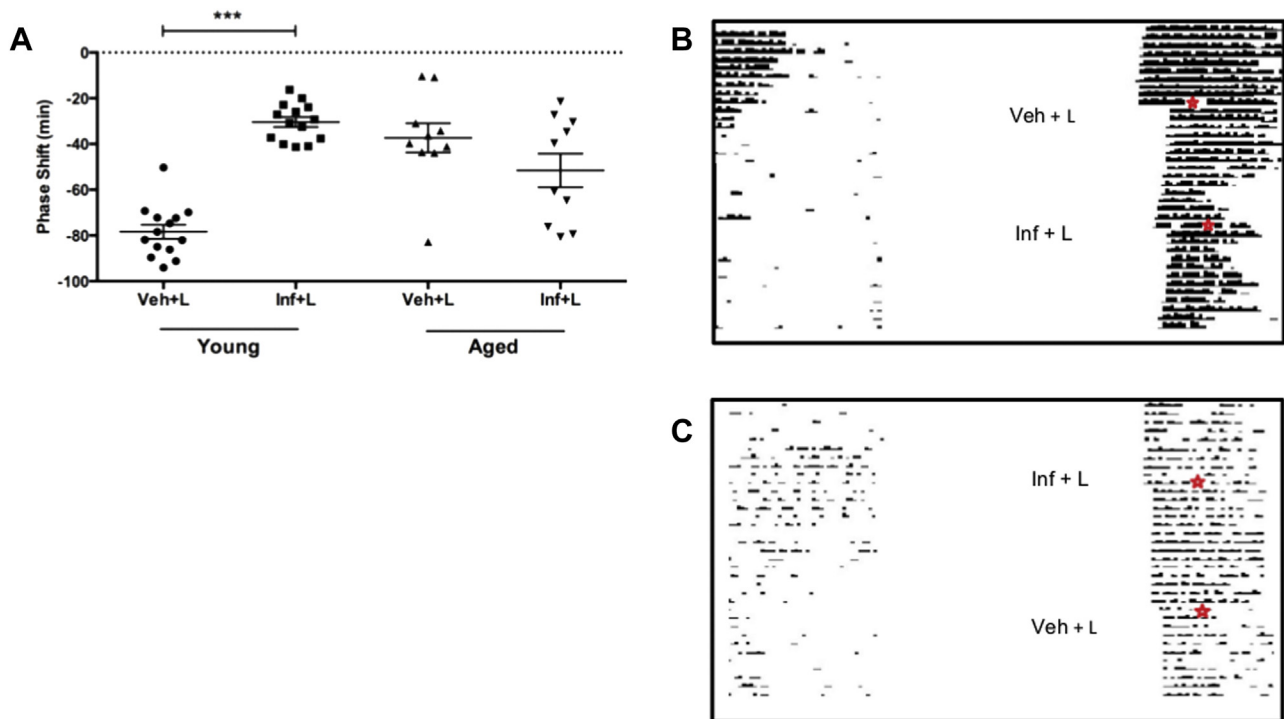 A
***
0
-20
-40
-60
-80
-100
Phase Shift (min)
Veh+L Inf+L Veh+L Inf+L
Young Aged
B
Veh + L
Inf + L
C
Inf + L
Veh + L